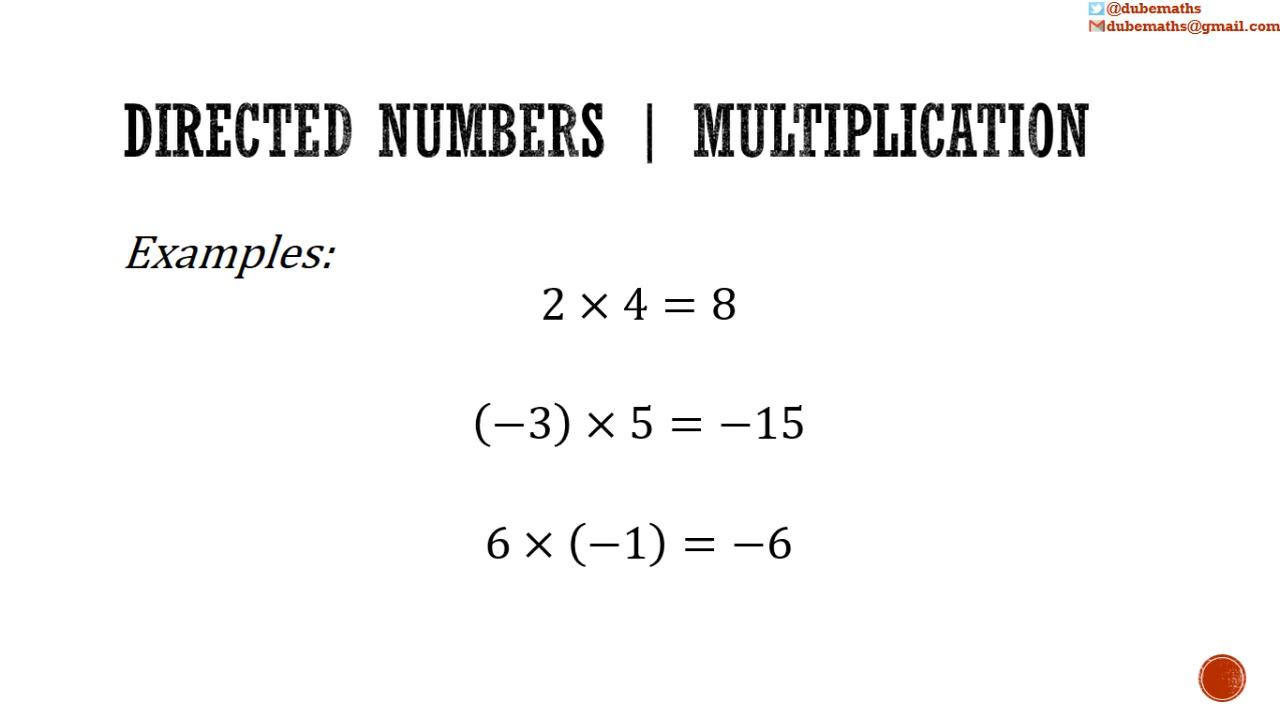 @dubemaths
dubemaths@gmail.com
DIRECTED NUMBERS | MULTIPLICATION
Examples:
2 × 4 = 8
(−3) × 5 = −15
6 × (−1) = −6